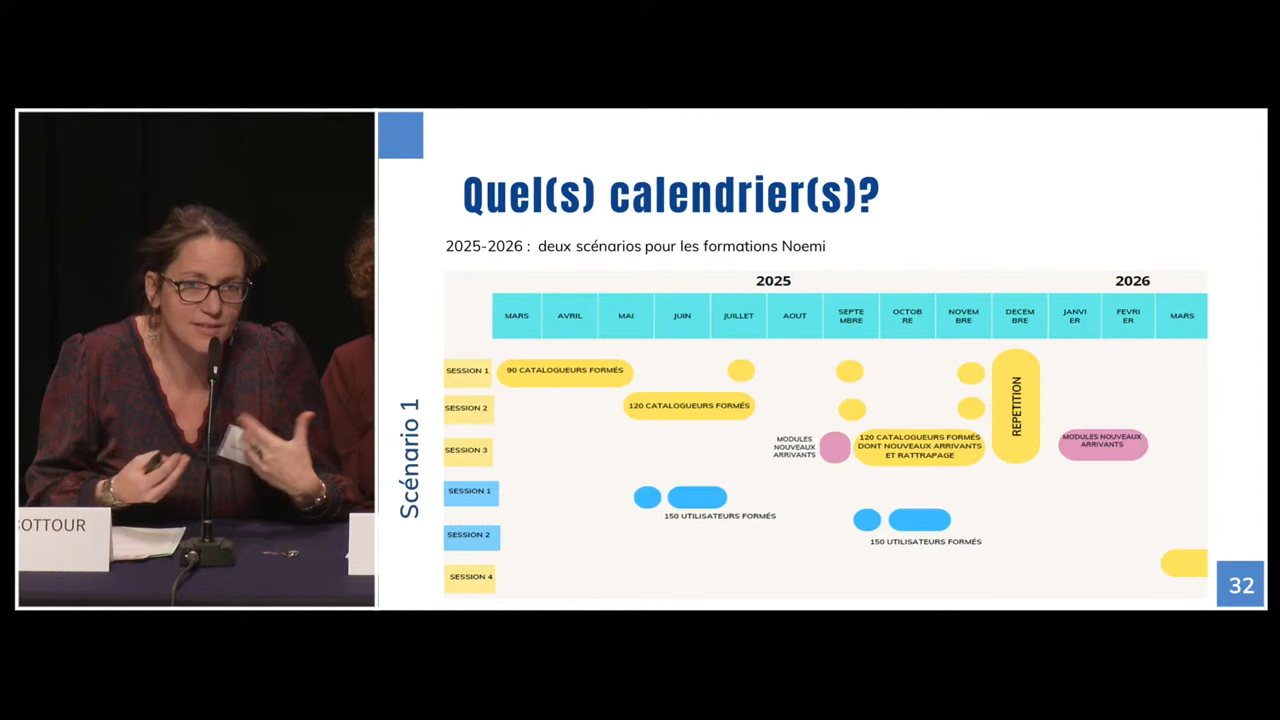 OTTOUR
Quel(s) calendrier(s)?
2025-2026 : deux scénarios pour les formations Noemi
2025
2026
MARS
AVRIL
MAI
JUIN
JUILLET
AOUT
SEPTE
MBRE
OCTOB
RE
NOVEM
BRE
DECEM
BRE
JANVI
ER
FEVRI
ER
MARS
Scénario 1
SESSION 1
90 CATALOGUEURS FORMÉS
SESSION 2
120 CATALOGUEURS FORMÉS
REPETITION
SESSION 3
MODULES
NOUVEAUX
ARRIVANTS
120 CATALOGUEURS FORMÉS
DONT NOUVEAUX ARRIVANTS
ET RATTRAPAGE
MODULES NOUVEAUX
ARRIVANTS
SESSION 1
150 UTILISATEURS FORMÉS
SESSION 2
150 UTILISATEURS FORMÉS
SESSION 4
32